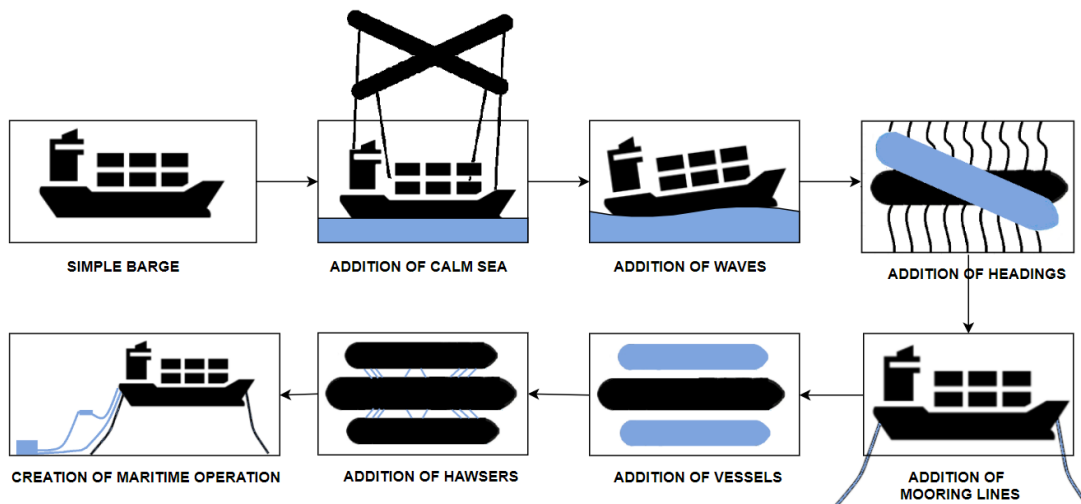 SIMPLE BARGE
ADDITION OF CALM SEA
ADDITION OF WAVES
ADDITION OF HEADINGS
ADDITION OF
MOORING LINES
ADDITION OF VESSELS
ADDITION OF HAWSERS
CREATION OF MARITIME OPERATION